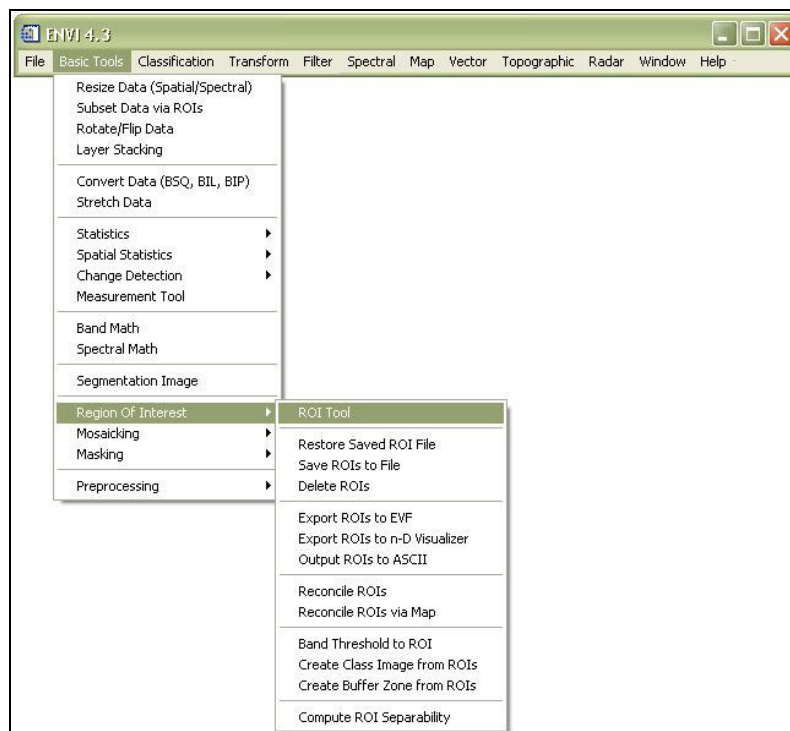 ENVI 4.3
File Basic Tools Classification Transform Filter Spectral Map Vector Topographic Radar Window Help
Resize Data (Spatial/Spectral)
Subset Data via ROIs
Rotate/Flip Data
Layer Stacking
Convert Data (BSQ, BIL, BIP)
Stretch Data
Statistics
Spatial Statistics
Change Detection
Measurement Tool
Band Math
Spectral Math
Segmentation Image
Region Of Interest
Mosaicking
Masking
Preprocessing
ROI Tool
Restore Saved ROI File
Save ROIs to File
Delete ROIs
Export ROIs to EVF
Export ROIs to n-D Visualizer
Output ROIs to ASCII
Reconcile ROIs
Reconcile ROIs via Map
Band Threshold to ROI
Create Class Image from ROIs
Create Buffer Zone from ROIs
Compute ROI Separability